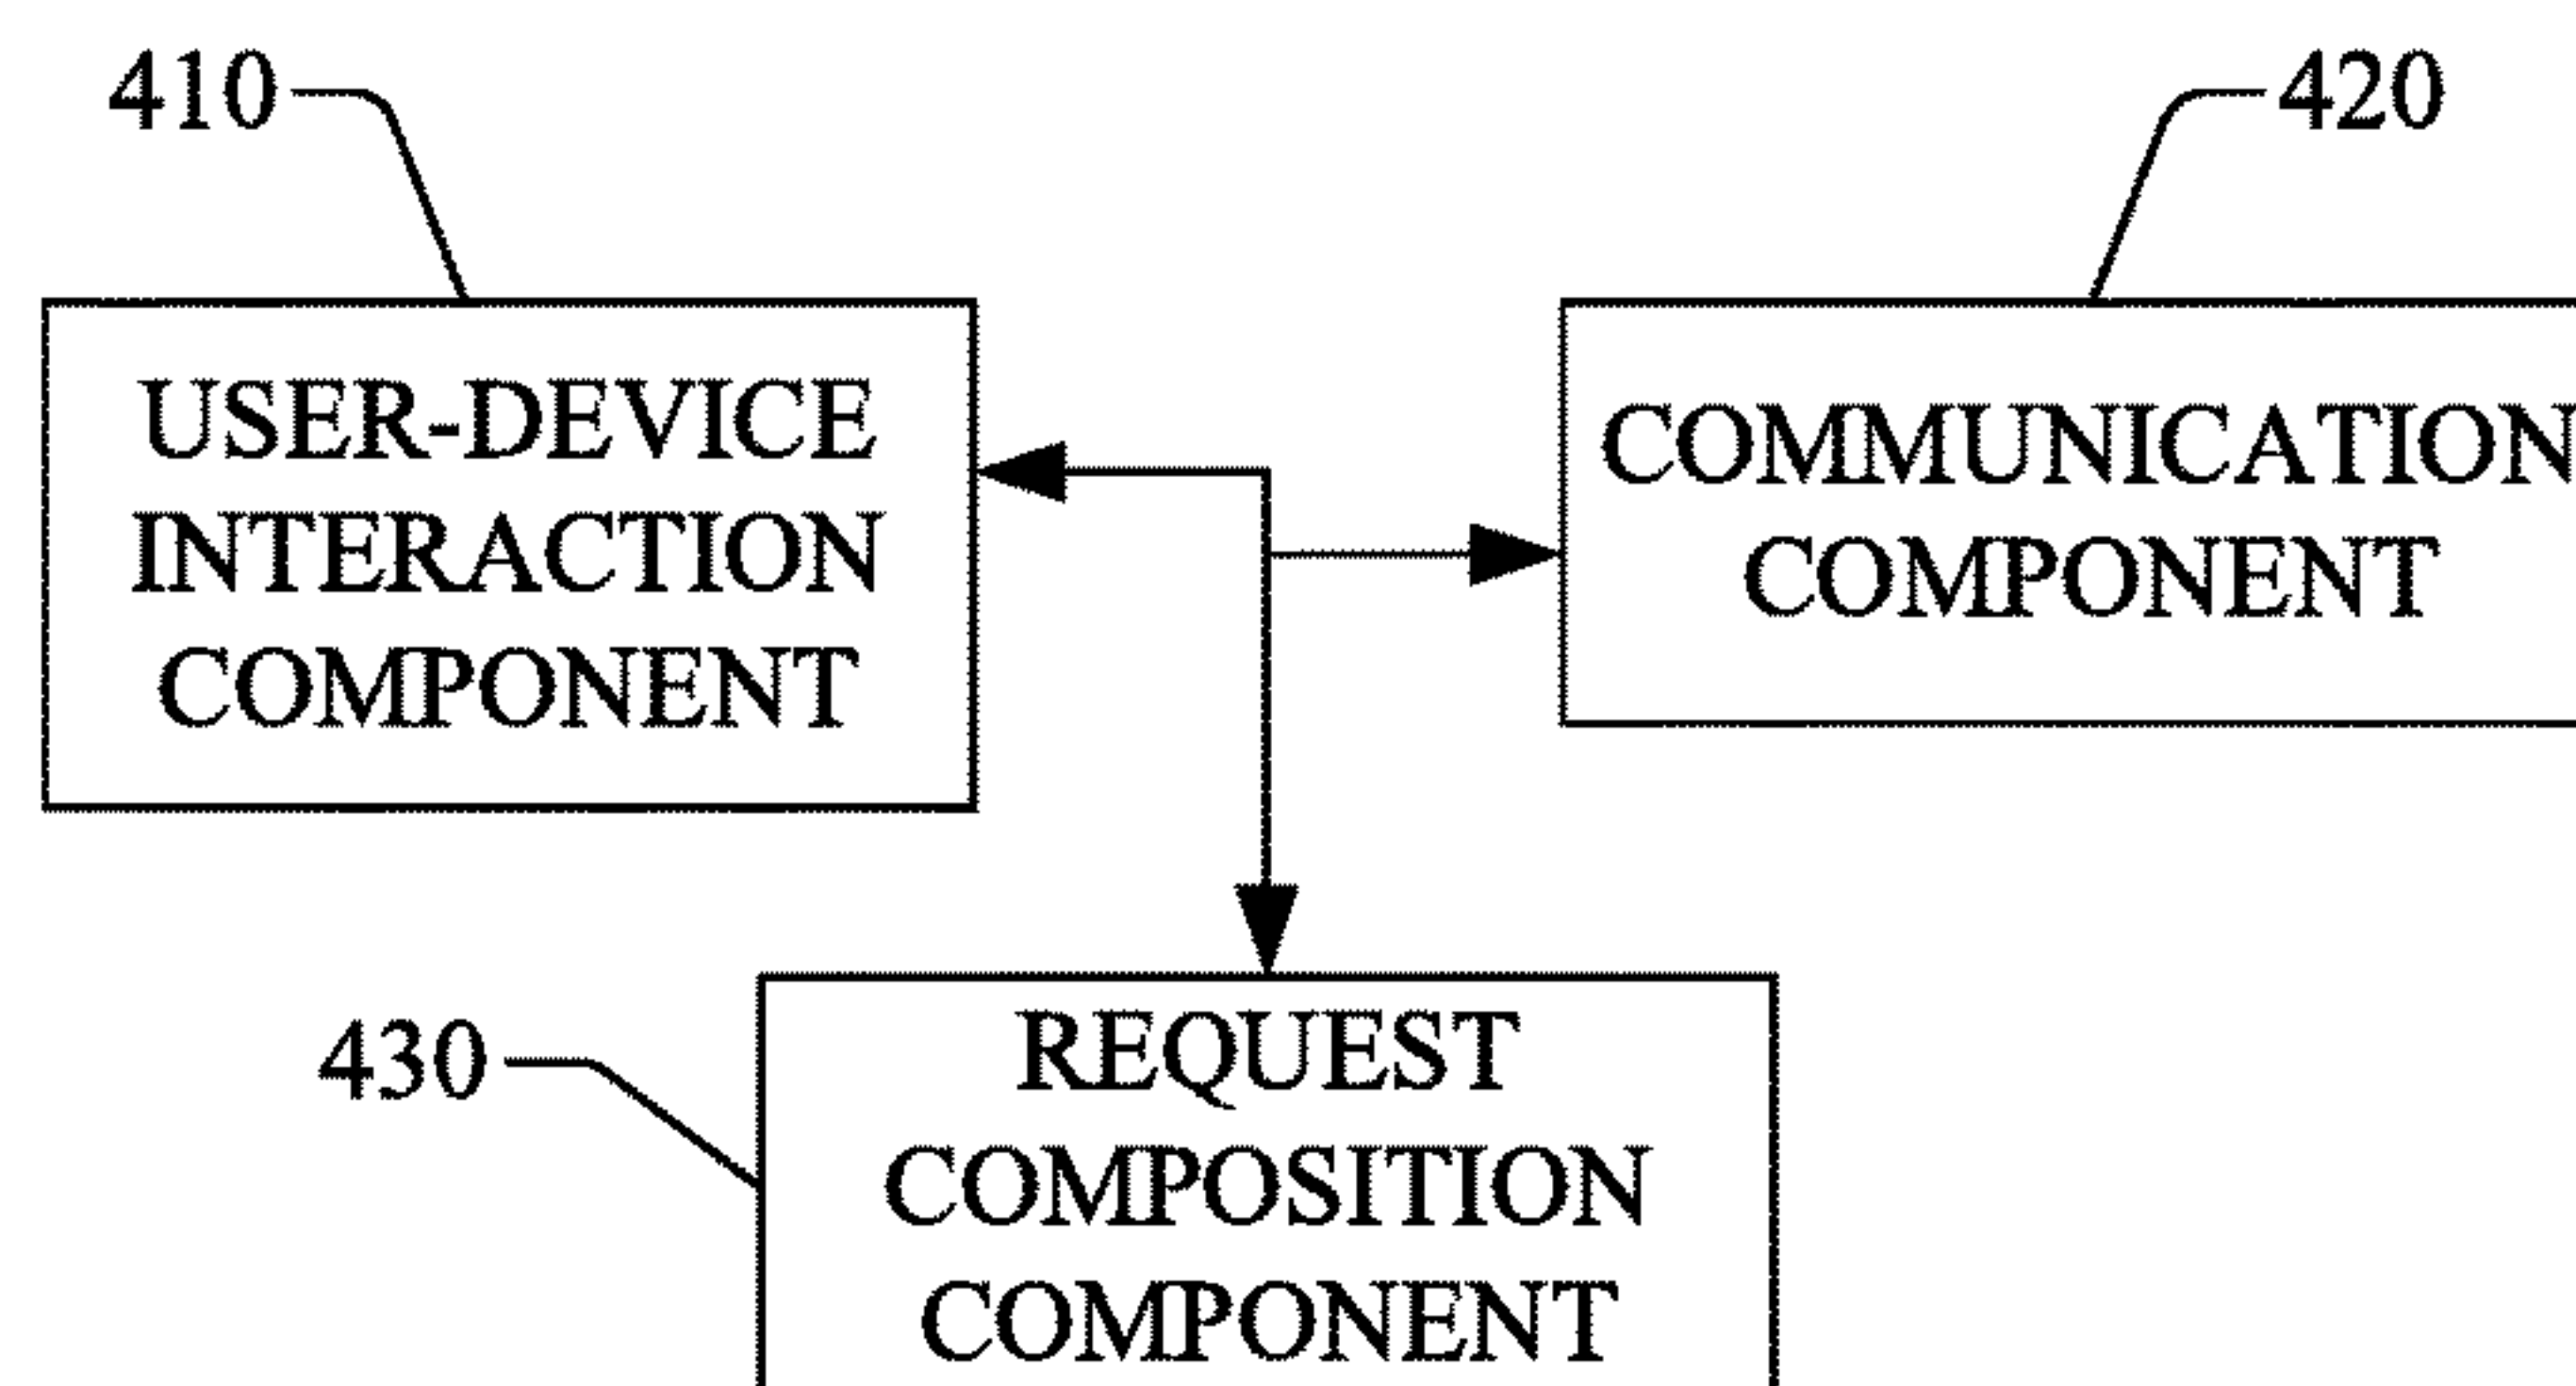 410
420
USER-DEVICE
INTERACTION
COMPONENT
COMMUNICATION
COMPONENT
430
REQUEST
COMPOSITION
COMPONENT